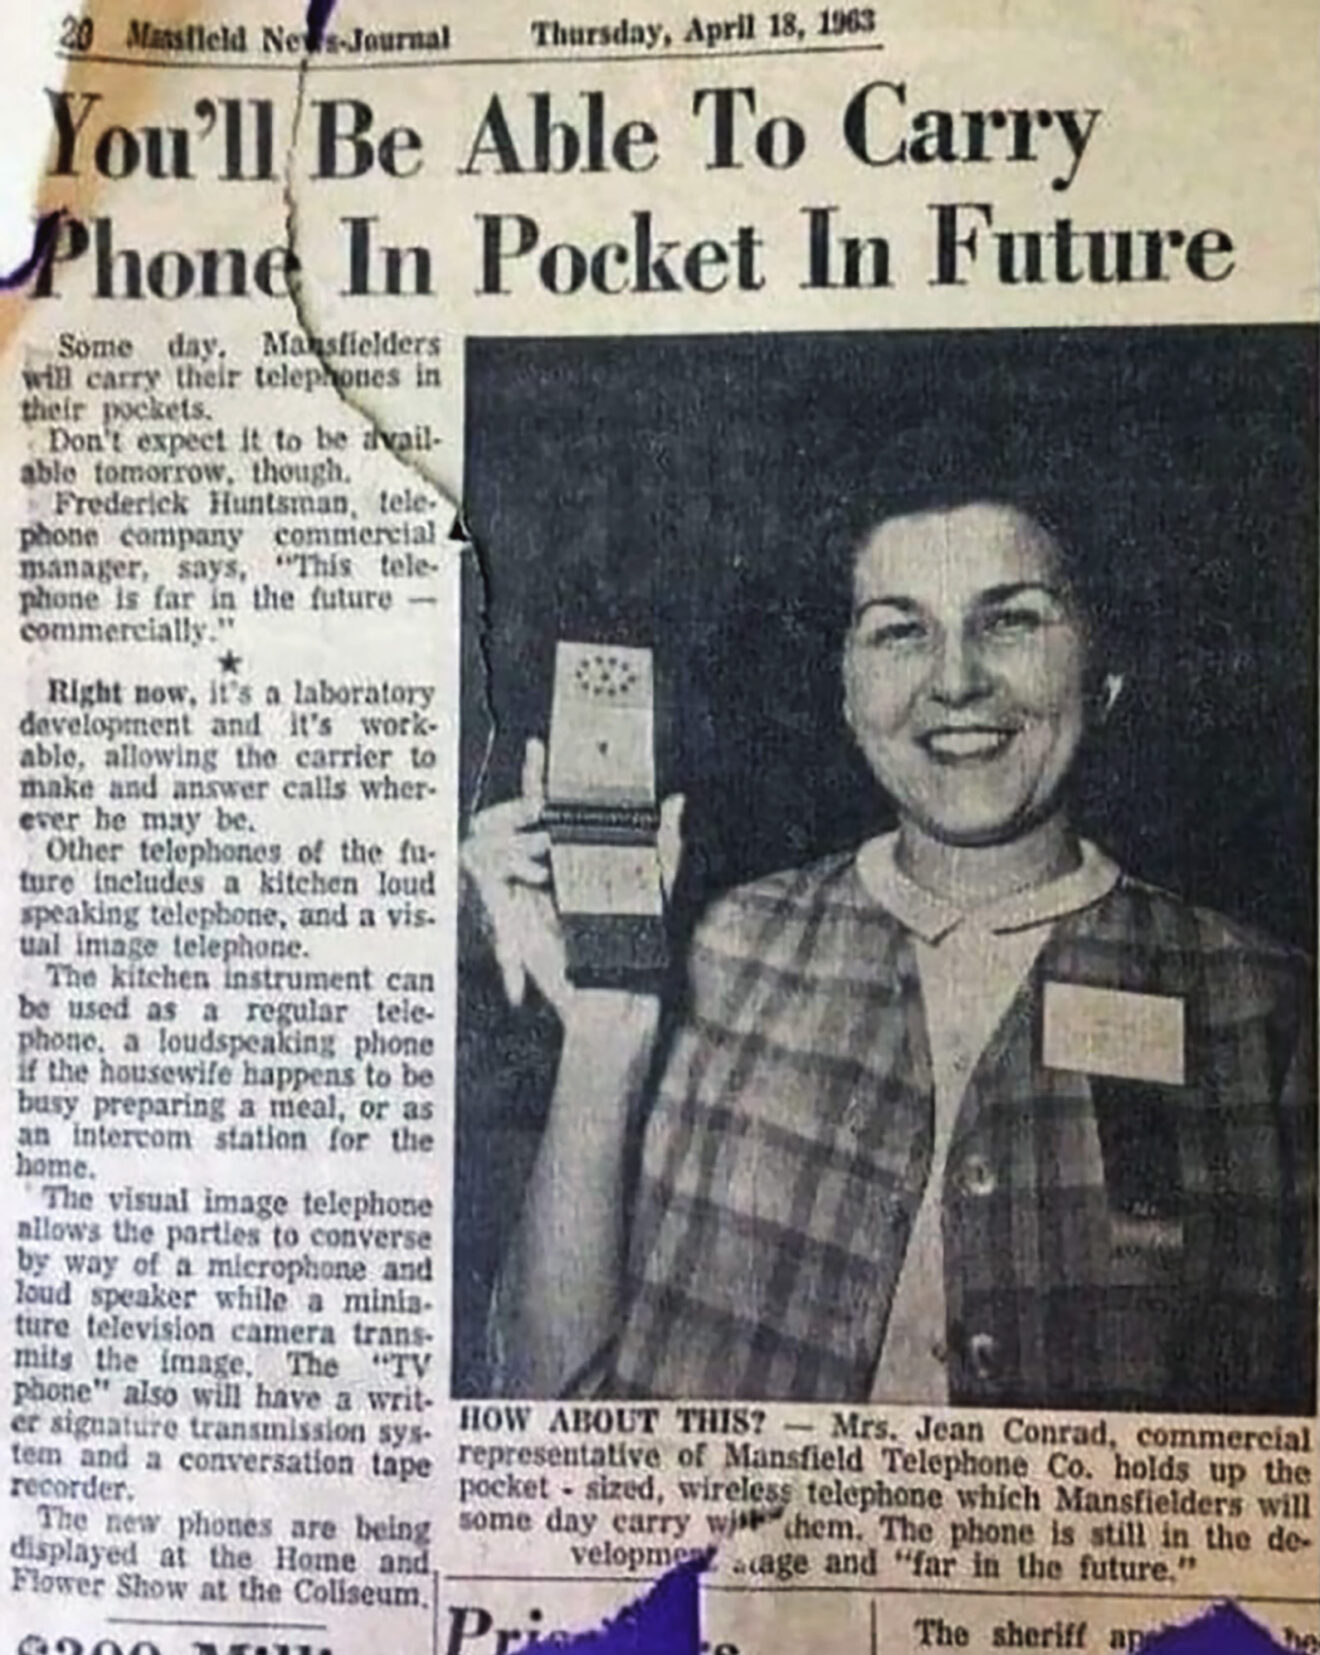 20 Mansfield News-Journal Thursday, April 18, 1963
You'll Be Able To Carry
Phone In Pocket In Future
Some day, Mansfielders
will carry their telephones in
their pockets.
Don't expect it to be avail-
able tomorrow, though.
Frederick Huntsman, tele-
phone company commercial
manager, says, "This tele-
phone is far in the future —
commercially."
★
Right now, it's a laboratory
development and it's work-
able, allowing the carrier to
make and answer calls wher-
ever he may be.
Other telephones of the fu-
ture includes a kitchen loud
speaking telephone, and a vis-
ual image telephone.
The kitchen instrument can
be used as a regular tele-
phone, a loudspeaking phone
if the housewife happens to be
busy preparing a meal, or as
an intercom station for the
home.
The visual image telephone
allows the parties to converse
by way of a microphone and
loud speaker while a minia-
ture television camera trans-
mits the image. The "TV
phone" also will have a writ-
er signature transmission sys-
tem and a conversation tape
recorder.
The new phones are being
displayed at the Home and
Flower Show at the Coliseum.
HOW ABOUT THIS? — Mrs. Jean Conrad, commercial
representative of Mansfield Telephone Co. holds up the
pocket - sized, wireless telephone which Mansfielders will
some day carry with them. The phone is still in the de-
velopment stage and "far in the future."
The sheriff